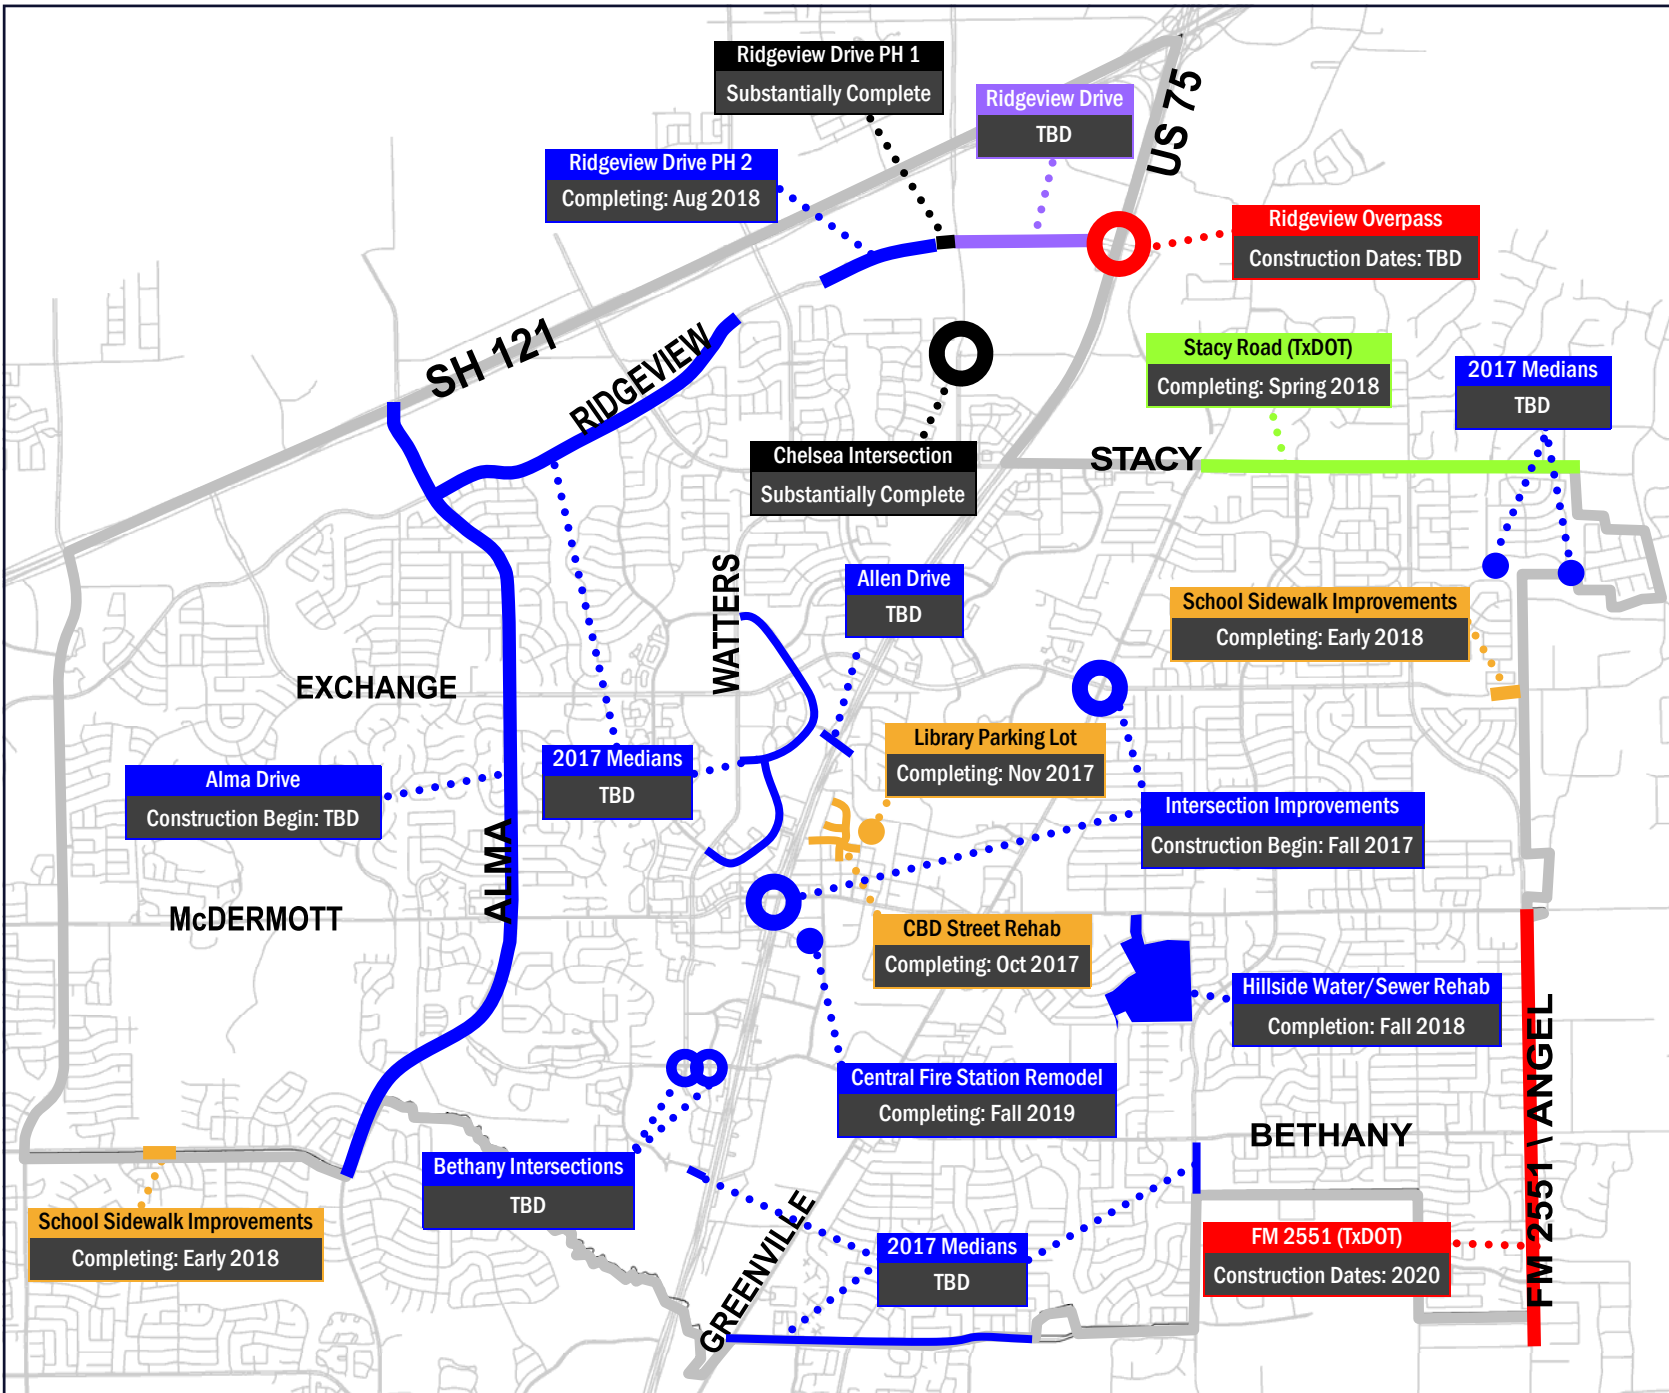 Ridgeview Drive PH 1
Substantially Complete
Ridgeview Drive
TBD
US 75
Ridgeview Drive PH 2
Completing: Aug 2018
Ridgeview Overpass
Construction Dates: TBD
SH 121
RIDGEVIEW
Stacy Road (TxDOT)
Completing: Spring 2018
2017 Medians
TBD
Chelsea Intersection
Substantially Complete
STACY
WATTERS
Allen Drive
TBD
School Sidewalk Improvements
Completing: Early 2018
EXCHANGE
Library Parking Lot
Completing: Nov 2017
2017 Medians
TBD
Alma Drive
Construction Begin: TBD
Intersection Improvements
Construction Begin: Fall 2017
ALMA
McDERMOTT
CBD Street Rehab
Completing: Oct 2017
Hillside Water/Sewer Rehab
Completion: Fall 2018
FM 2551 \ ANGEL
Central Fire Station Remodel
Completing: Fall 2019
BETHANY
Bethany Intersections
TBD
School Sidewalk Improvements
Completing: Early 2018
GREENVILLE
2017 Medians
TBD
FM 2551 (TxDOT)
Construction Dates: 2020